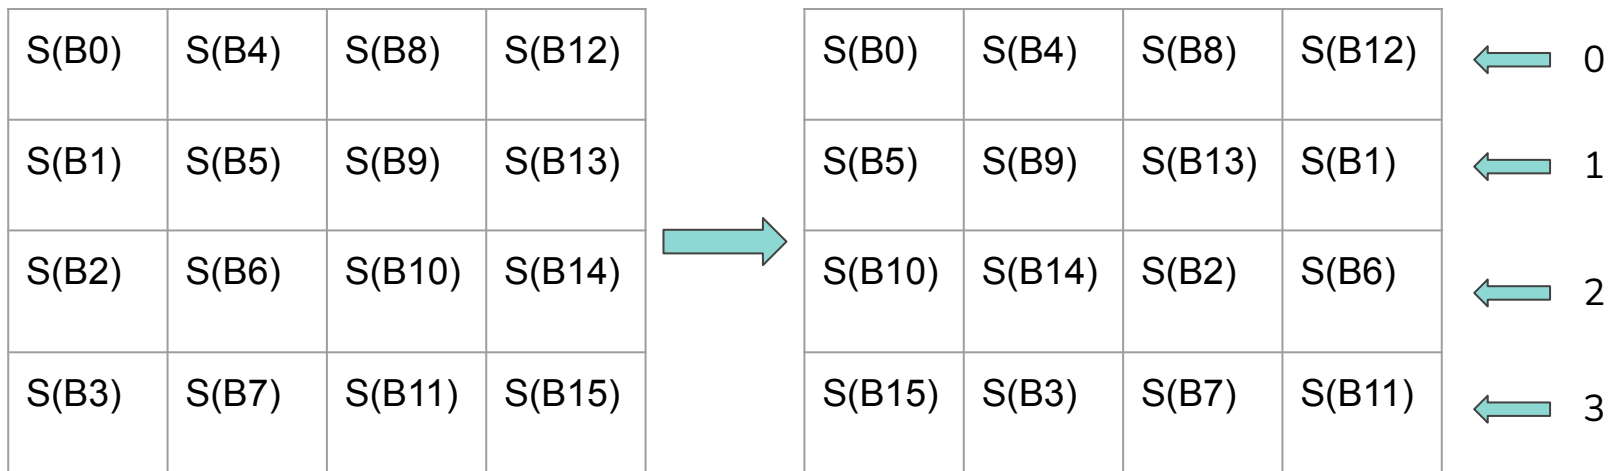 S(B0) S(B4) S(B8) S(B12) S(B0) S(B4) S(B8) S(B12) 0
S(B1) S(B5) S(B9) S(B13) S(B5) S(B9) S(B13) S(B1) 1
S(B2) S(B6) S(B10) S(B14) S(B10) S(B14) S(B2) S(B6) 2
S(B3) S(B7) S(B11) S(B15) S(B15) S(B3) S(B7) S(B11) 3